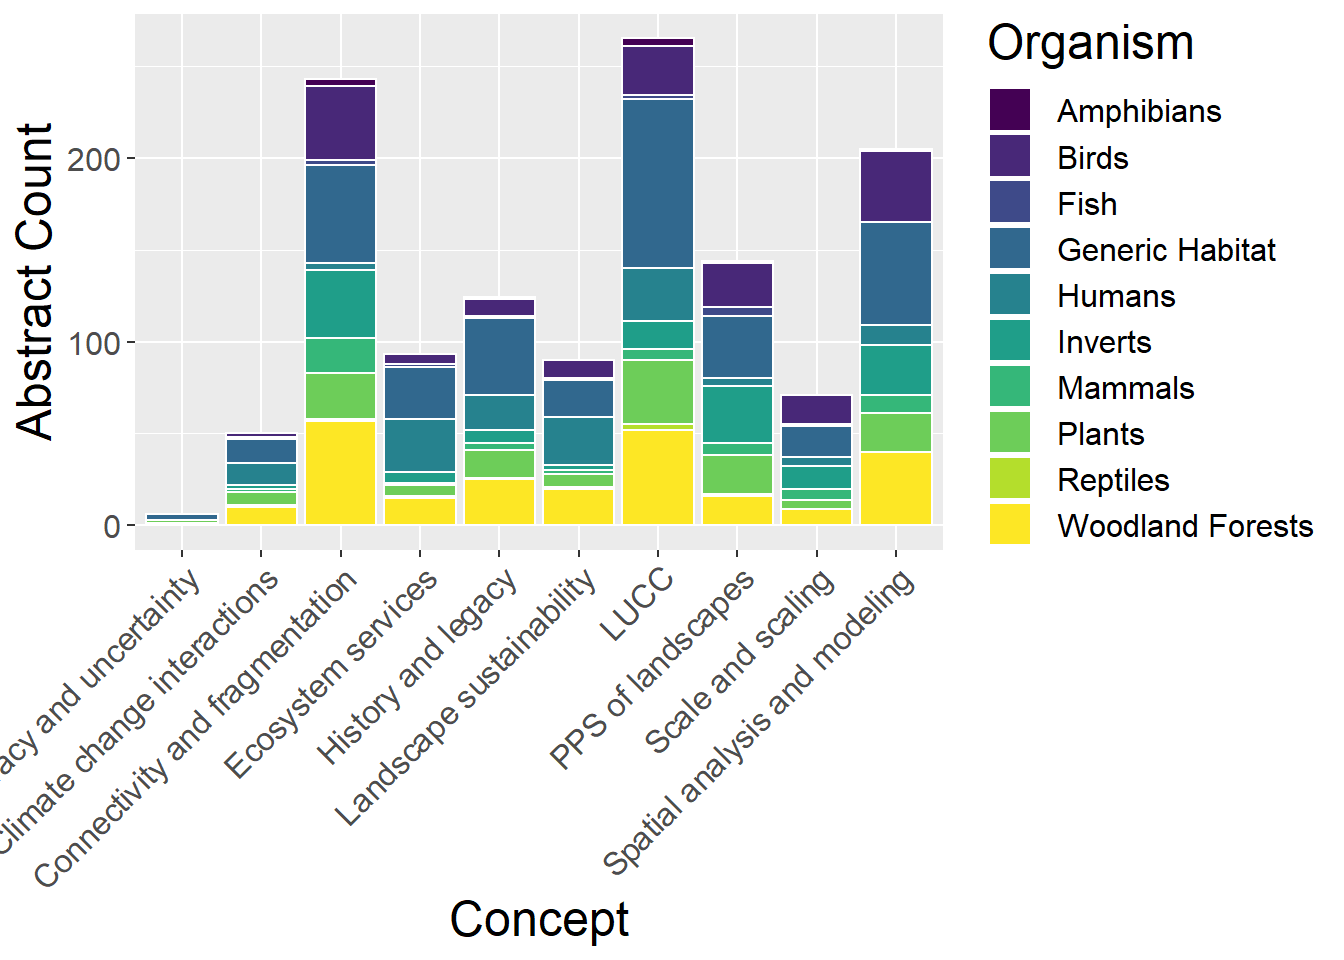 Abstract Count
200
100
0
and uncertainty
Climate change interactions
Connectivity and fragmentation
Ecosystem services
History and legacy
Landscape sustainability
LUCC
PPS of landscapes
Scale and scaling
Spatial analysis and modeling
Concept
Organism
Amphibians
Birds
Fish
Generic Habitat
Humans
Inverts
Mammals
Plants
Reptiles
Woodland Forests